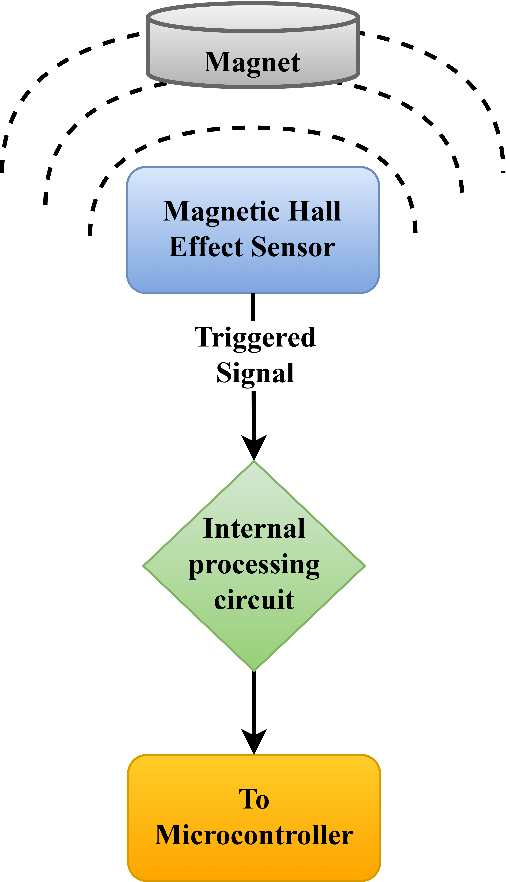 Magnet
Magnetic Hall
Effect Sensor
Triggered
Signal
Internal
processing
circuit
To
Microcontroller